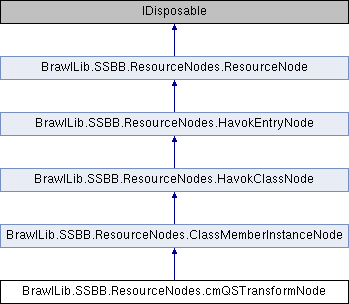 IDisposable
BrawlLib.SSBB.ResourceNodes.ResourceNode
BrawlLib.SSBB.ResourceNodes.HavokEntryNode
BrawlLib.SSBB.ResourceNodes.HavokClassNode
BrawlLib.SSBB.ResourceNodes.ClassMemberInstanceNode
BrawlLib.SSBB.ResourceNodes.cmQSTransformNode